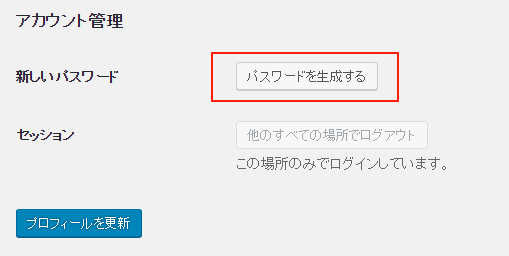 アカウント管理
新しいパスワード
パスワードを生成する
セッション
他のすべての場所でログアウト
この場所のみでログインしています。
プロフィールを更新